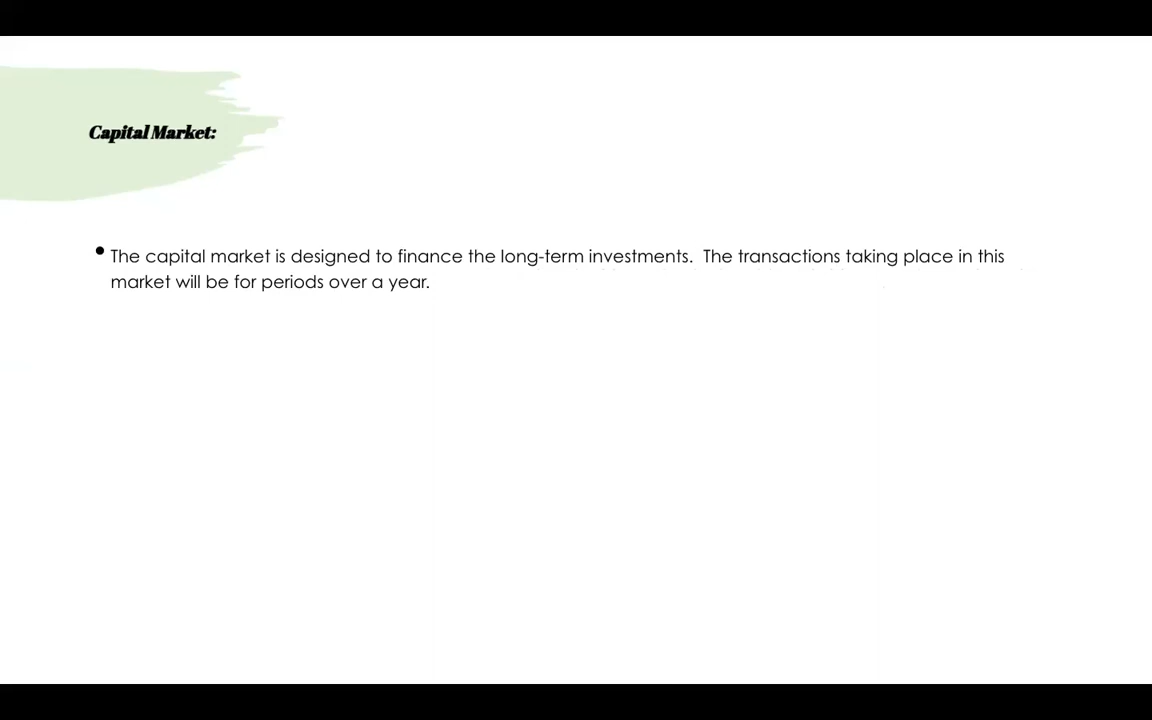 Capital Market:
• The capital market is designed to finance the long-term investments.  The transactions taking place in this
market will be for periods over a year.